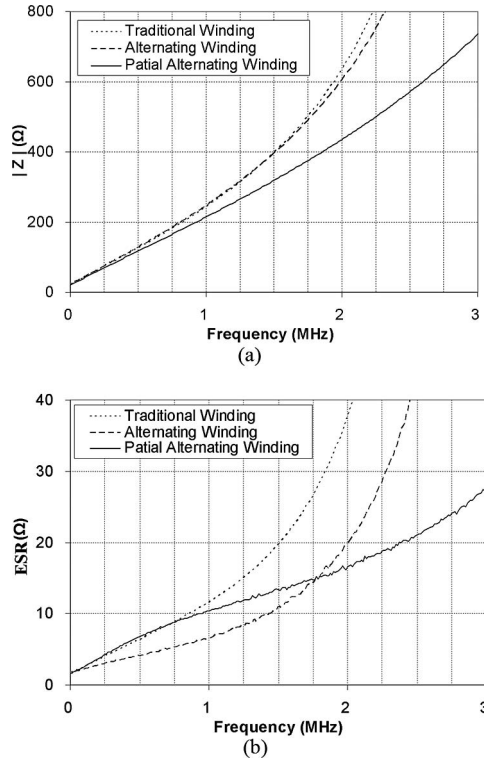 800
600
400
200
0
| Z | (Ω)
Traditional Winding
Alternating Winding
Patial Alternating Winding
0 1 2 3
Frequency (MHz)
(a)
40
30
20
10
0
ESR(Ω)
Traditional Winding
Alternating Winding
Patial Alternating Winding
0 1 2 3
Frequency (MHz)
(b)